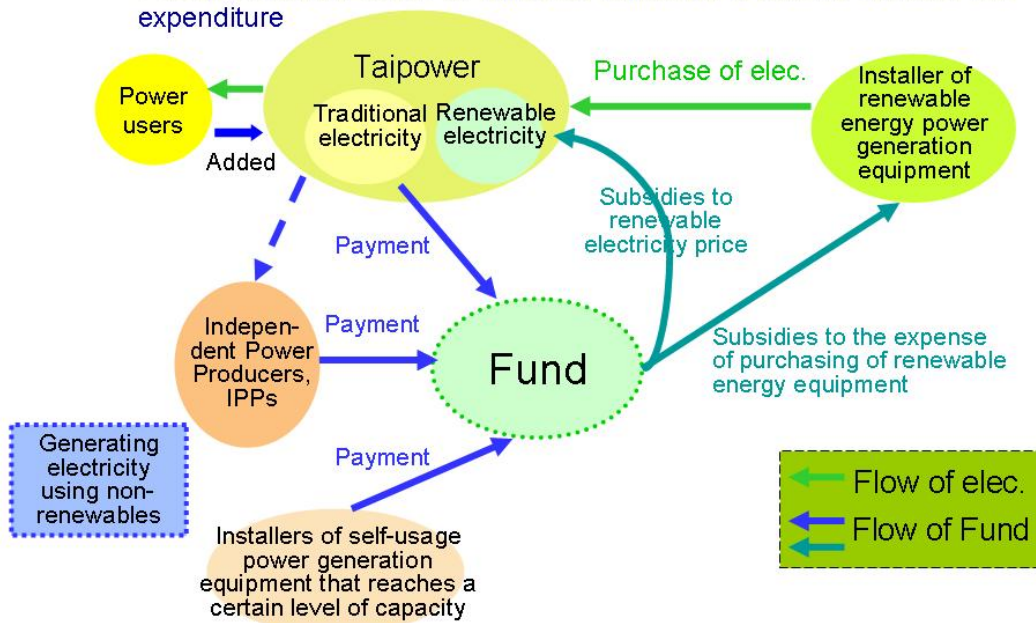 expenditure
Taipower
Power
users
Traditional
electricity
Renewable
electricity
Added
Purchase of elec.
Installer of
renewable
energy power
generation
equipment
Subsidies to
renewable
electricity price
Payment
Indepen-
dent Power
Producers,
IPPs
Payment
Fund
Subsidies to the expense
of purchasing of renewable
energy equipment
Generating
electricity
using non-
renewables
Payment
Installers of self-usage
power generation
equipment that reaches a
certain level of capacity
Flow of elec.
Flow of Fund